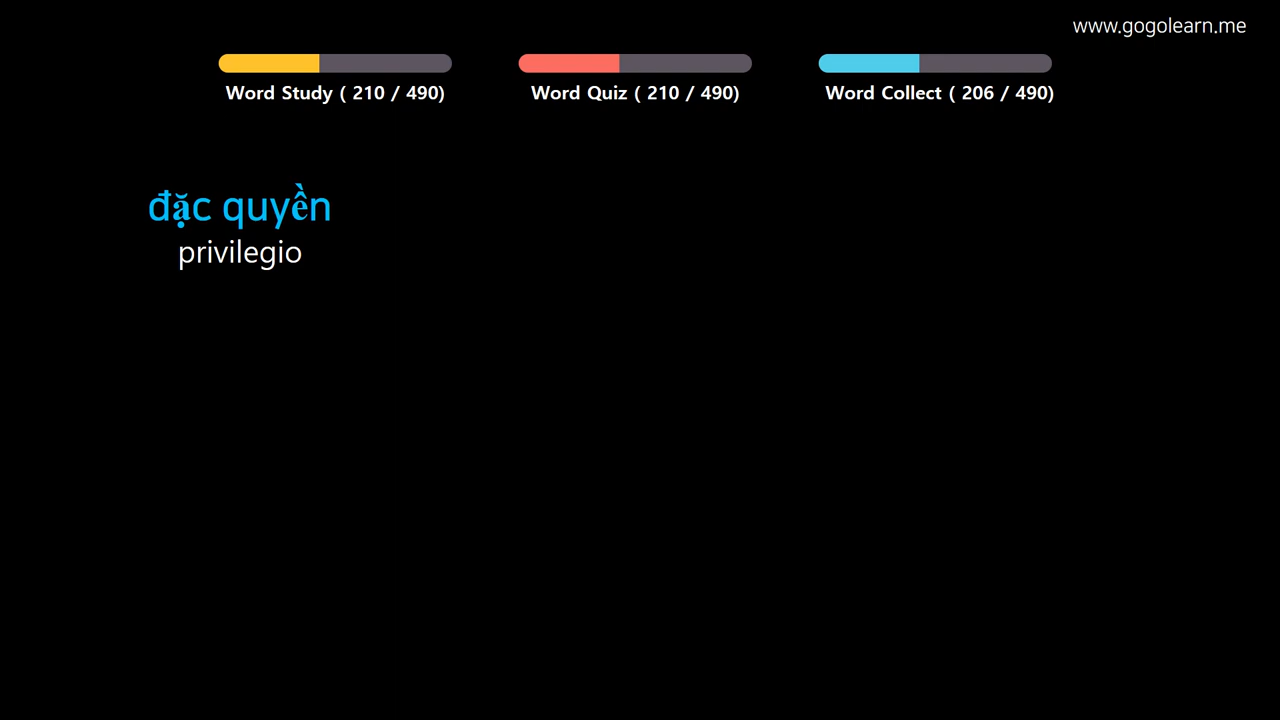 www.gogolearn.me
Word Study ( 210 / 490)
Word Quiz ( 210 / 490)
Word Collect ( 206 / 490)
đặc quyền
privilegio